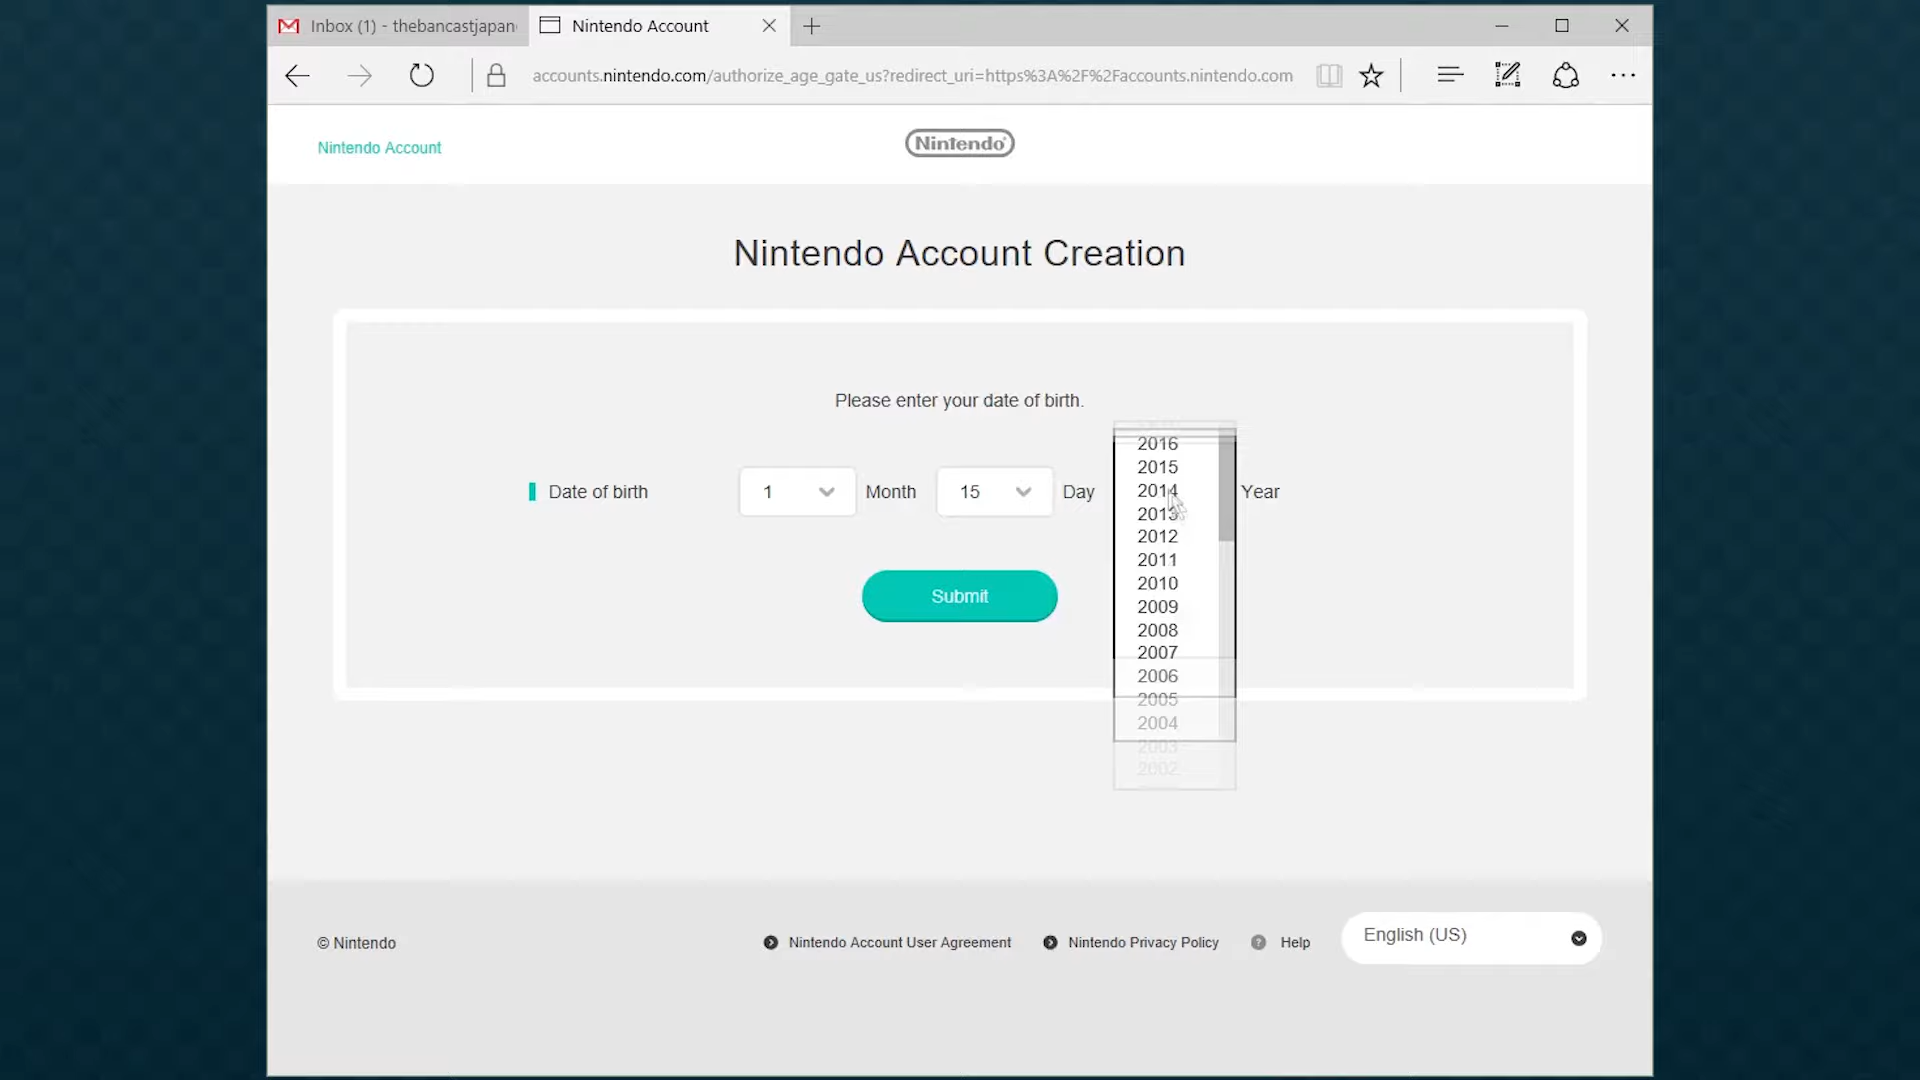 Inbox (1) - thebancastjapan
Nintendo Account
accounts.nintendo.com/authorize_age_gate_us?redirect_uri=https%3A%2F%2Faccounts.nintendo.com
Nintendo Account
Nintendo
Nintendo Account Creation
Please enter your date of birth.
Date of birth 1 Month 15 Day Year
2016
2015
2014
2013
2012
2011
2010
2009
2008
2007
2006
2005
2004
2003
2002
Submit
© Nintendo
Nintendo Account User Agreement
Nintendo Privacy Policy
Help
English (US)